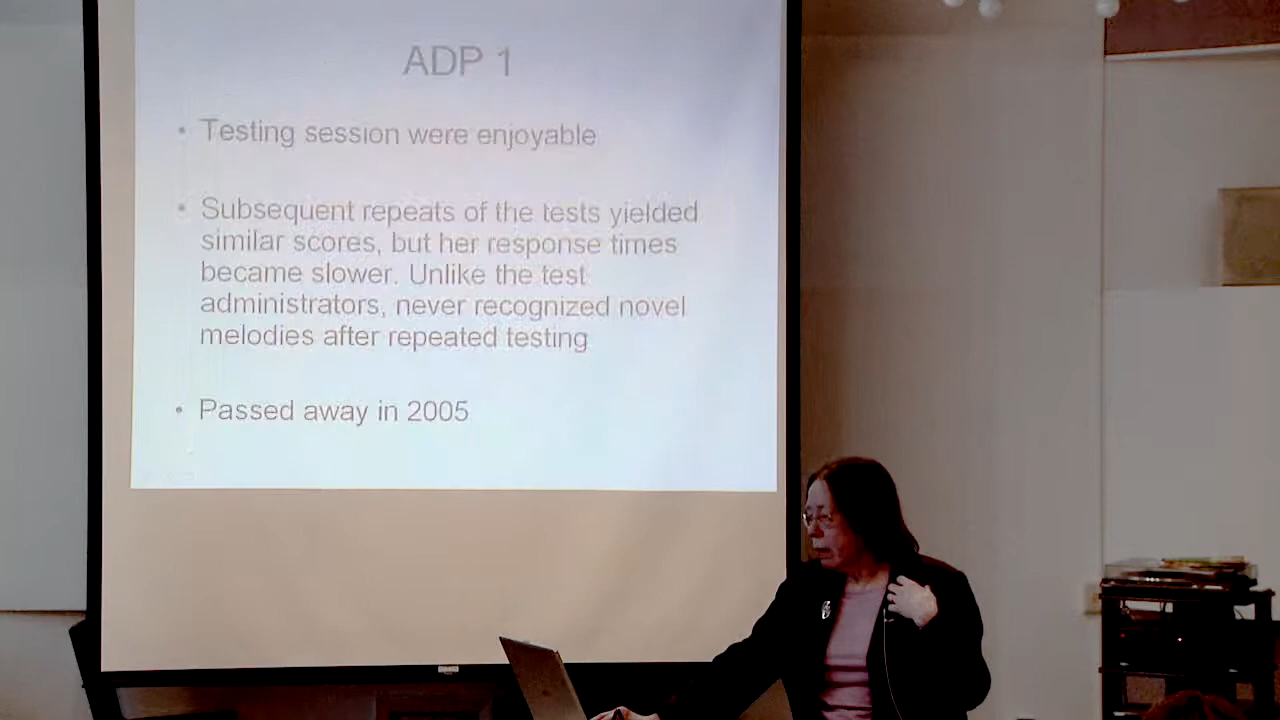 ADP 1
• Testing session were enjoyable
• Subsequent repeats of the tests yielded
similar scores, but her response times
became slower. Unlike the test
administrators, never recognized novel
melodies after repeated testing
• Passed away in 2005